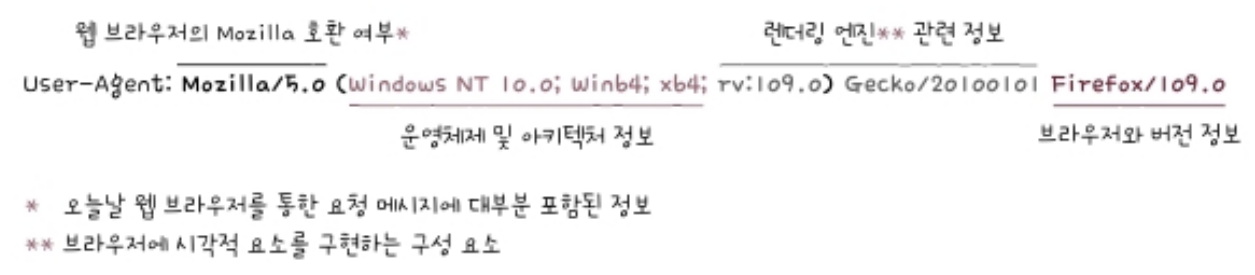 웹 브라우저의 Mozilla 호환 여부*
렌더링 엔진** 관련 정보
User-Agent: Mozilla/5.0 (Windows NT 10.0; Win64; x64; rv:109.0) Gecko/20100101 Firefox/109.0
운영체제 및 아키텍처 정보
브라우저와 버전 정보
* 오늘날 웹 브라우저를 통한 요청 메시지에 대부분 포함된 정보
** 브라우저에 시각적 요소를 구현하는 구성 요소